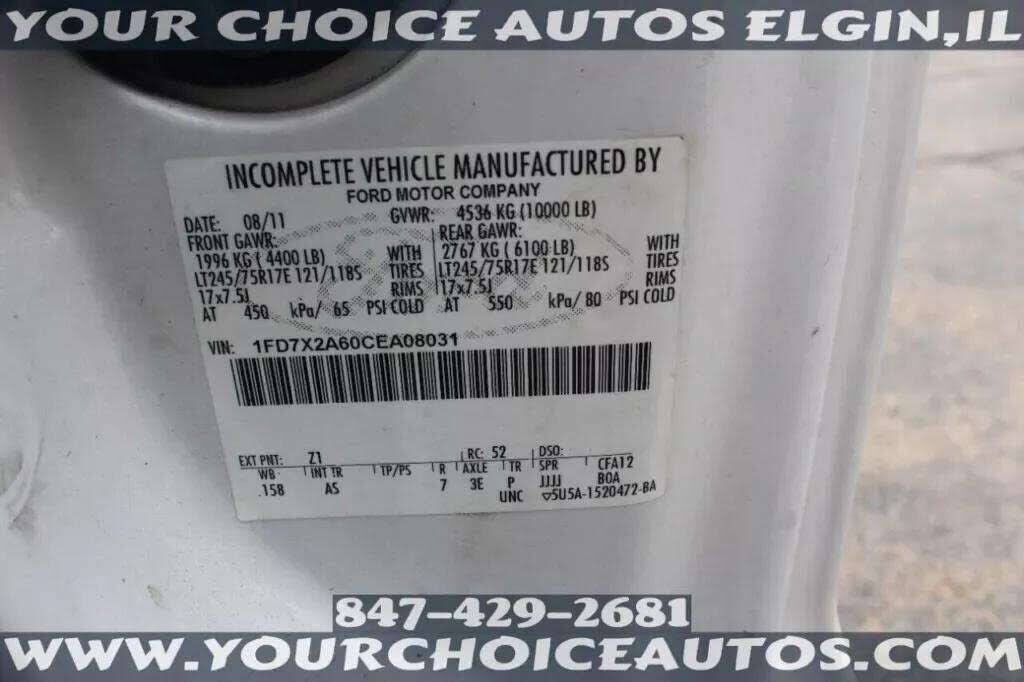 YOUR CHOICE AUTOS ELGIN,IL
INCOMPLETE VEHICLE MANUFACTURED BY
FORD MOTOR COMPANY
DATE: 08/11 GVWR: 4536 KG (10000 LB)
FRONT GAWR: REAR GAWR:
1996 KG ( 4400 LB) WITH 2767 KG ( 6100 LB) WITH
LT245/75R17E 121/118S TIRES LT245/75R17E 121/118S TIRES
17x7.5J RIMS 17x7.5J RIMS
AT 450 kPa/ 65 PSI COLD AT 550 kPa/ 80 PSI COLD
VIN: 1FD7X2A60CEA08031
EXT PNT: Z1 RC: 52 DSO:
WB INT TR TP/PS R AXLE TR SPR CFA12
.158 AS 7 3E P JJJJ BOA
UNC ▽5U5A-1520472-BA
847-429-2681
WWW.YOURCHOICEAUTOS.COM